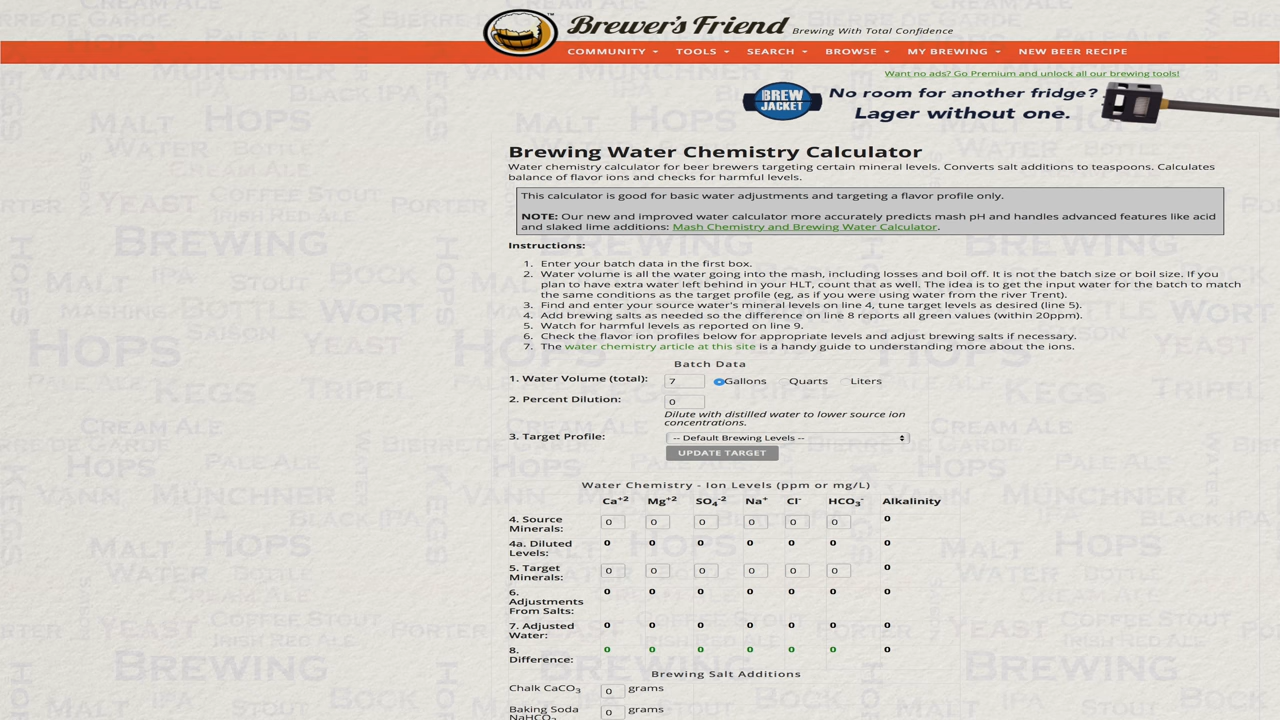 Brewer's Friend Brewing With Total Confidence
COMMUNITY TOOLS SEARCH BROWSE MY BREWING NEW BEER RECIPE
Want no ads? Go Premium and unlock all our brewing tools!
BREW JACKET
No room for another fridge?
Lager without one.
Brewing Water Chemistry Calculator
Water chemistry calculator for beer brewers targeting certain mineral levels. Converts salt additions to teaspoons. Calculates
balance of flavor ions and checks for harmful levels.
This calculator is good for basic water adjustments and targeting a flavor profile only.
NOTE: Our new and improved water calculator more accurately predicts mash pH and handles advanced features like acid
and slaked lime additions: Mash Chemistry and Brewing Water Calculator.
Instructions:
1. Enter your batch data in the first box.
2. Water volume is all the water going into the mash, including losses and boil off. It is not the batch size or boil size. If you
plan to have extra water left behind in your HLT, count that as well. The idea is to get the input water for the batch to match
the same conditions as the target profile (eg, as if you were using water from the river Trent).
3. Find and enter your source water's mineral levels on line 4, tune target levels as desired (line 5).
4. Add brewing salts as needed so the difference on line 8 reports all green values (within 20ppm).
5. Watch for harmful levels as reported on line 9.
6. Check the flavor ion profiles below for appropriate levels and adjust brewing salts if necessary.
7. The water chemistry article at this site is a handy guide to understanding more about the ions.
Batch Data
1. Water Volume (total): 7 Gallons Quarts Liters
2. Percent Dilution: 0
Dilute with distilled water to lower source ion
concentrations.
3. Target Profile: -- Default Brewing Levels --
UPDATE TARGET
Water Chemistry - Ion Levels (ppm or mg/L)
Ca+2 Mg+2 SO4-2 Na+ Cl- HCO3- Alkalinity
4. Source Minerals: 0 0 0 0 0 0 0
4a. Diluted Levels: 0 0 0 0 0 0 0
5. Target Minerals: 0 0 0 0 0 0 0
6. Adjustments From Salts: 0 0 0 0 0 0 0
7. Adjusted Water: 0 0 0 0 0 0 0
8. Difference: 0 0 0 0 0 0 0
Brewing Salt Additions
Chalk CaCO3 0 grams
Baking Soda NaHCO3 0 grams